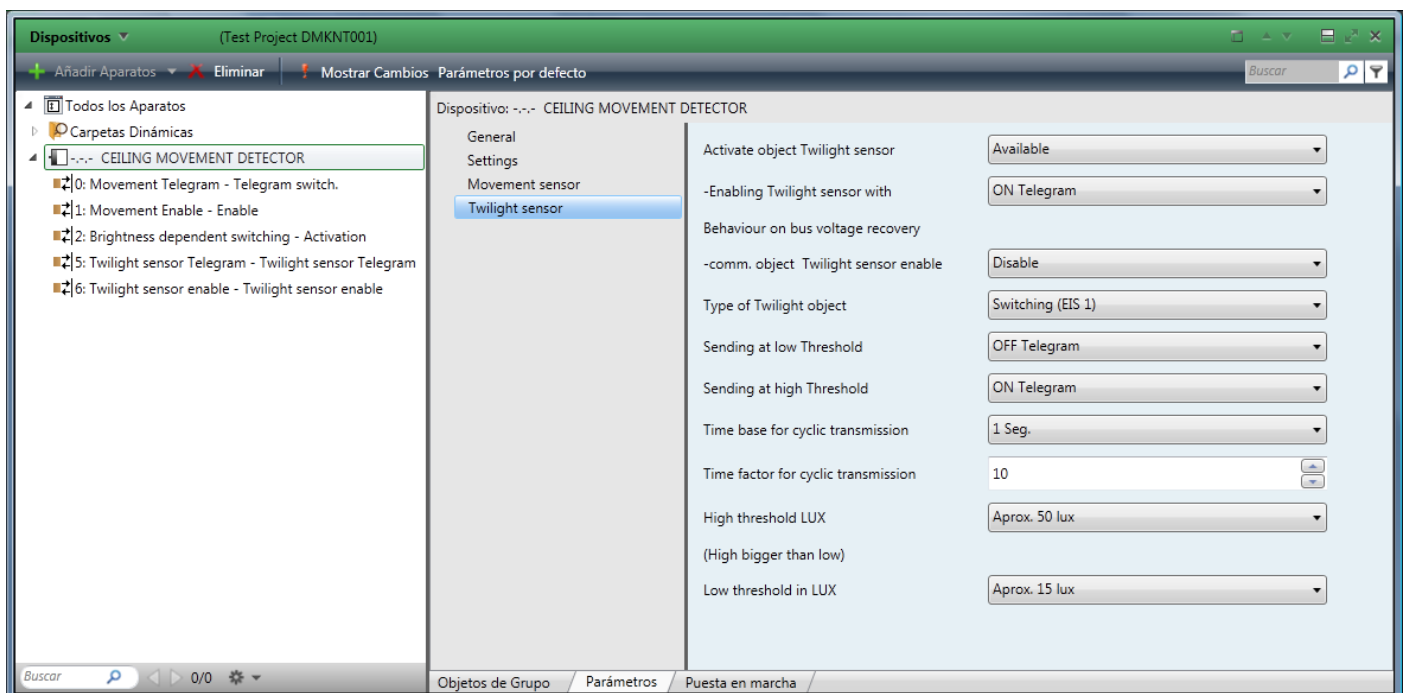 Dispositivos (Test Project DMKNT001)
Añadir Aparatos Eliminar Mostrar Cambios Parámetros por defecto Buscar
Todos los Aparatos
Carpetas Dinámicas
-.-.- CEILING MOVEMENT DETECTOR
0: Movement Telegram - Telegram switch.
1: Movement Enable - Enable
2: Brightness dependent switching - Activation
5: Twilight sensor Telegram - Twilight sensor Telegram
6: Twilight sensor enable - Twilight sensor enable
Buscar 0/0
Dispositivo: -.-.- CEILING MOVEMENT DETECTOR
General
Settings
Movement sensor
Twilight sensor
Activate object Twilight sensor Available
-Enabling Twilight sensor with ON Telegram
Behaviour on bus voltage recovery
-comm. object Twilight sensor enable Disable
Type of Twilight object Switching (EIS 1)
Sending at low Threshold OFF Telegram
Sending at high Threshold ON Telegram
Time base for cyclic transmission 1 Seg.
Time factor for cyclic transmission 10
High threshold LUX Aprox. 50 lux
(High bigger than low)
Low threshold in LUX Aprox. 15 lux
Objetos de Grupo Parámetros Puesta en marcha